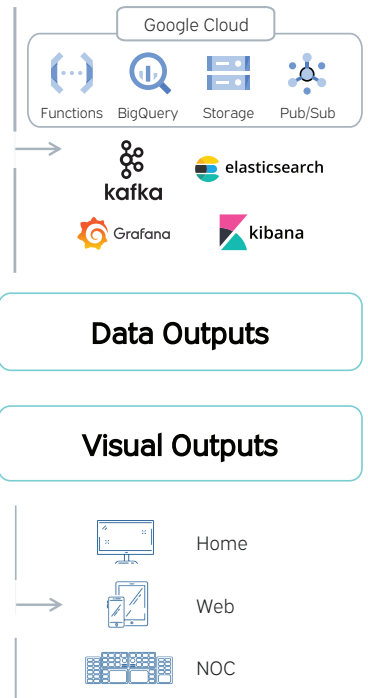 Google Cloud
Functions BigQuery Storage Pub/Sub
kafka elasticsearch
Grafana kibana
Data Outputs
Visual Outputs
Home
Web
NOC